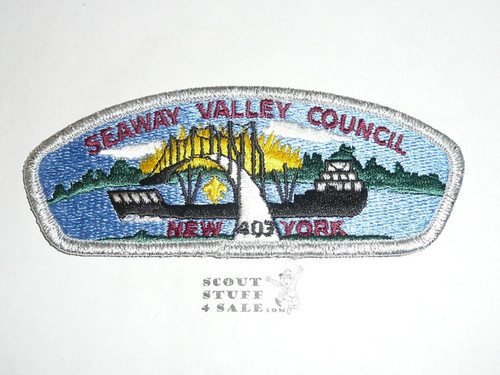 SEAWAY VALLEY COUNCIL
NEW 403 YORK
SCOUT
STUFF
4 SALE.COM